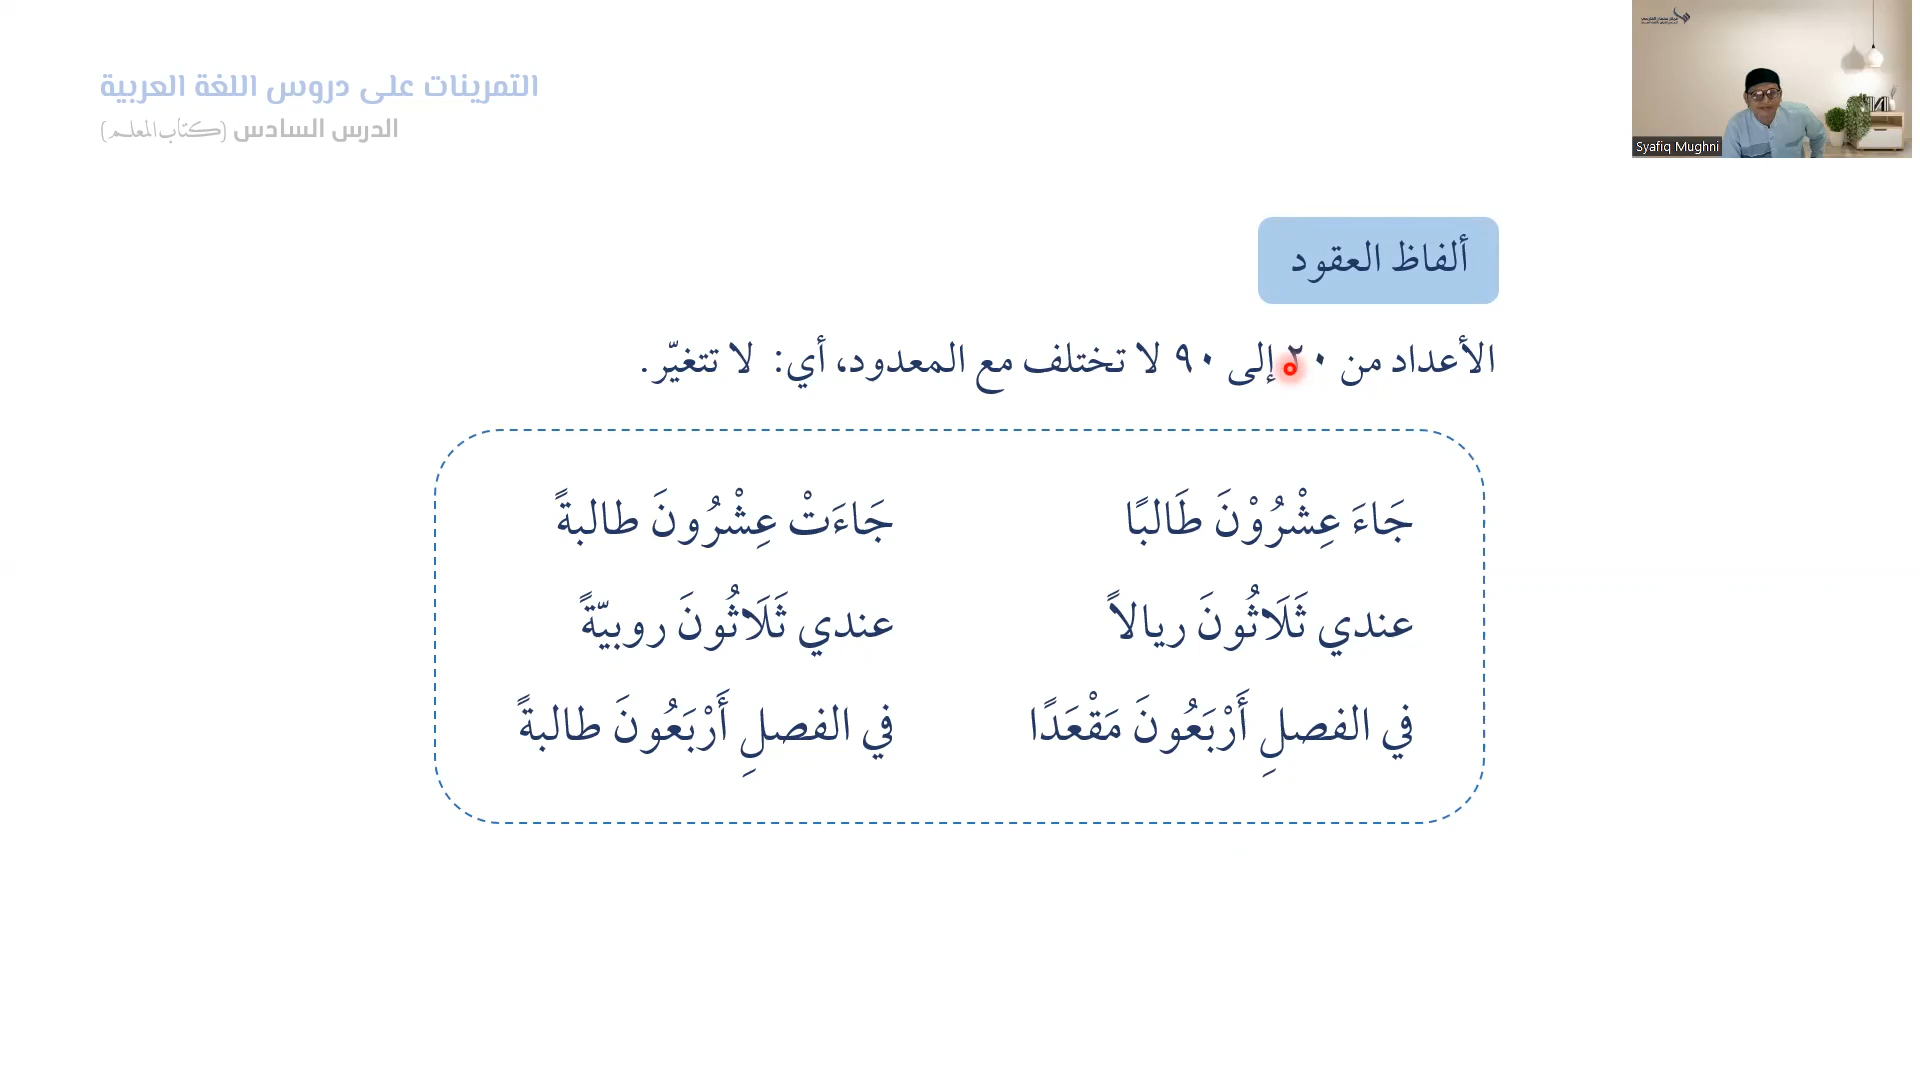 التمرينات على دروس اللغة العربية
الدرس السادس (كتاب المعلم)
Syafiq Mughni
ألفاظ العقود
الأعداد من ٢٠ إلى ٩٠ لا تختلف مع المعدود، أي: لا تتغيّر.
جَاءَ عِشْرُوْنَ طَالبًا
جَاءَتْ عِشْرُونَ طالبةً
عندي ثَلَاثُونَ ريالاً
عندي ثَلَاثُونَ روبيّةً
في الفصلِ أَرْبَعُونَ مَقْعَدًا
في الفصلِ أَرْبَعُونَ طالبةً